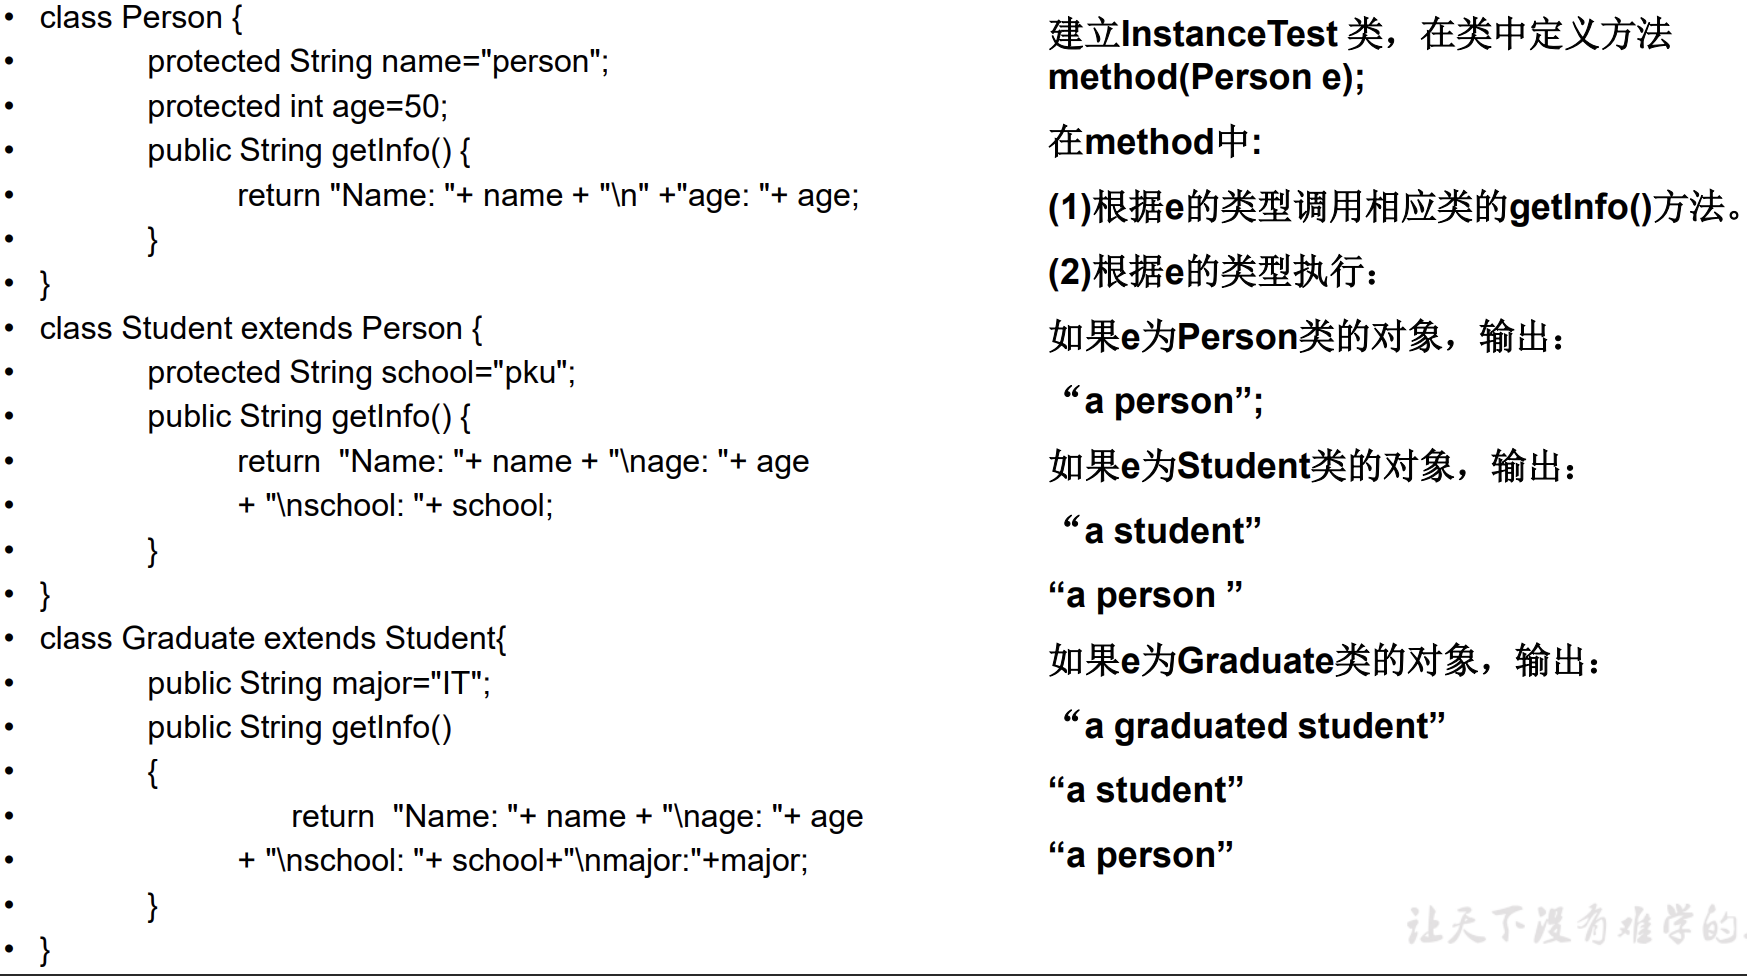 • class Person {
• protected String name="person";
• protected int age=50;
• public String getInfo() {
• return "Name: "+ name + "\n" +"age: "+ age;
• }
• }
• class Student extends Person {
• protected String school="pku";
• public String getInfo() {
• return  "Name: "+ name + "\nage: "+ age
• + "\nschool: "+ school;
• }
• }
• class Graduate extends Student{
• public String major="IT";
• public String getInfo()
• {
• return  "Name: "+ name + "\nage: "+ age
• + "\nschool: "+ school+"\nmajor:"+major;
• }
• }
建立InstanceTest 类，在类中定义方法
method(Person e);
在method中:
(1)根据e的类型调用相应类的getInfo()方法。
(2)根据e的类型执行：
如果e为Person类的对象，输出：
“a person”;
如果e为Student类的对象，输出：
“a student”
“a person ”
如果e为Graduate类的对象，输出：
“a graduated student”
“a student”
“a person”
让天下没有难学的